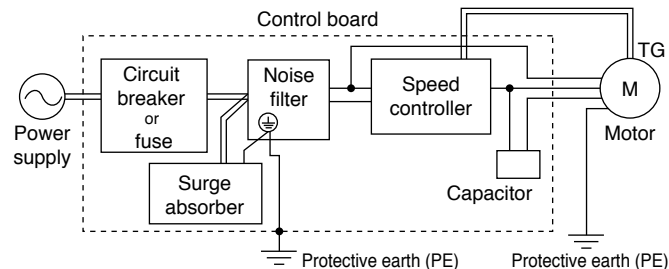 Control board
TG
Circuit
breaker
or
fuse
Noise
filter
Speed
controller
M
Power
supply
Motor
Surge
absorber
Capacitor
Protective earth (PE)
Protective earth (PE)